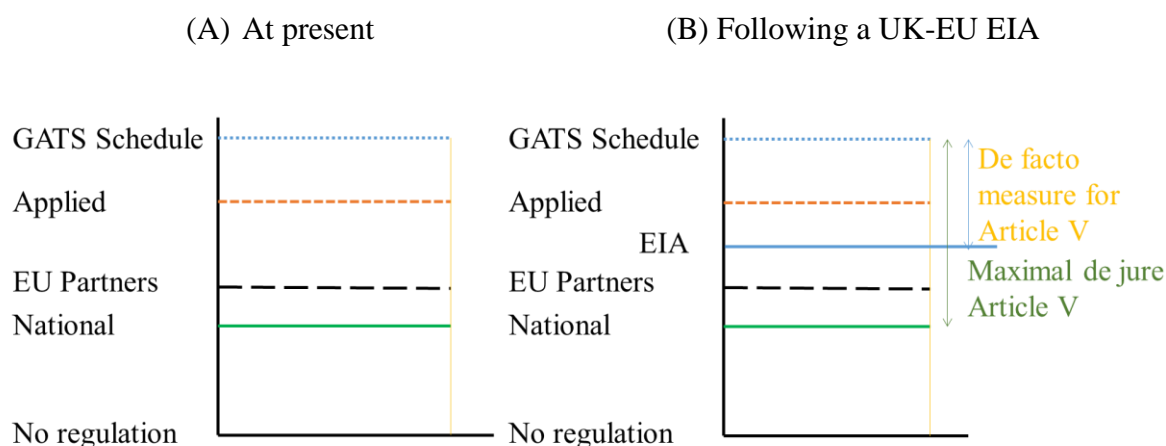 (A) At present
GATS Schedule
Applied
EU Partners
National
No regulation
(B) Following a UK-EU EIA
GATS Schedule
Applied
EIA
EU Partners
National
No regulation
De facto
measure for
Article V
Maximal de jure
Article V